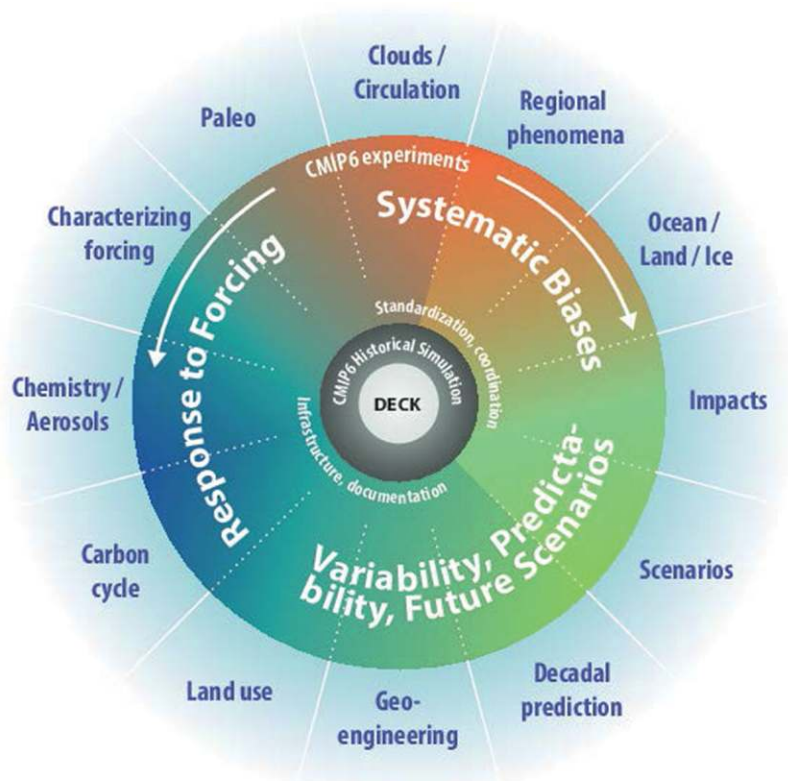 Clouds /
Circulation
Regional
phenomena
Ocean /
Land / Ice
Impacts
Scenarios
Decadal
prediction
Geo-
engineering
Land use
Carbon
cycle
Chemistry /
Aerosols
Characterizing
forcing
Paleo
CMIP6 experiments
Systematic Biases
Variability, Predicta-
bility, Future Scenarios
Response to Forcing
Standardization, coordination
Infrastructure, documentation
CMIP6 Historical Simulation
DECK